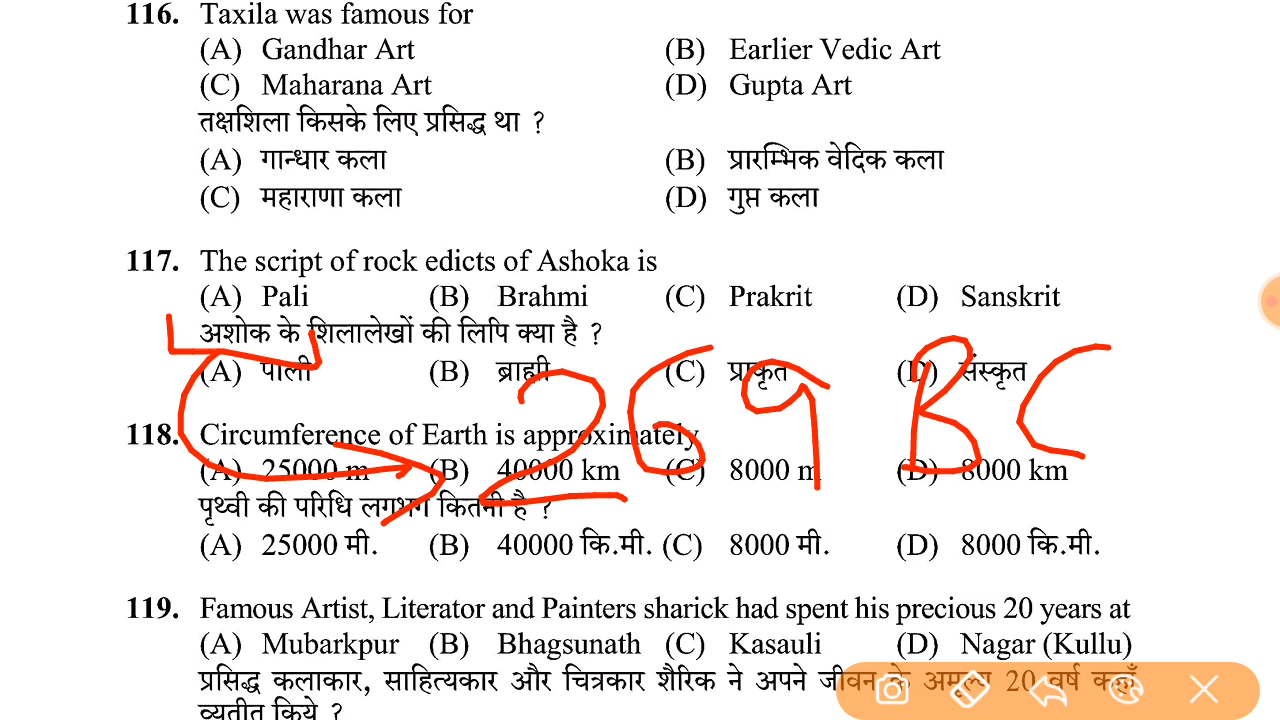 116. Taxila was famous for
(A) Gandhar Art (B) Earlier Vedic Art
(C) Maharana Art (D) Gupta Art
तक्षशिला किसके लिए प्रसिद्ध था ?
(A) गान्धार कला (B) प्रारम्भिक वेदिक कला
(C) महाराणा कला (D) गुप्त कला
117. The script of rock edicts of Ashoka is
(A) Pali (B) Brahmi (C) Prakrit (D) Sanskrit
अशोक के शिलालेखों की लिपि क्या है ?
(A) पाली (B) ब्राह्मी (C) प्राकृत (D) संस्कृत
269 BC
118. Circumference of Earth is approximately
(A) 25000 m (B) 40000 km (C) 8000 m (D) 8000 km
पृथ्वी की परिधि लगभग कितनी है ?
(A) 25000 मी. (B) 40000 कि.मी. (C) 8000 मी. (D) 8000 कि.मी.
119. Famous Artist, Literator and Painters sharick had spent his precious 20 years at
(A) Mubarkpur (B) Bhagsunath (C) Kasauli (D) Nagar (Kullu)
प्रसिद्ध कलाकार, साहित्यकार और चित्रकार शैरिक ने अपने जीवन के अमूल्य 20 वर्ष कहाँ
व्यतीत किये ?